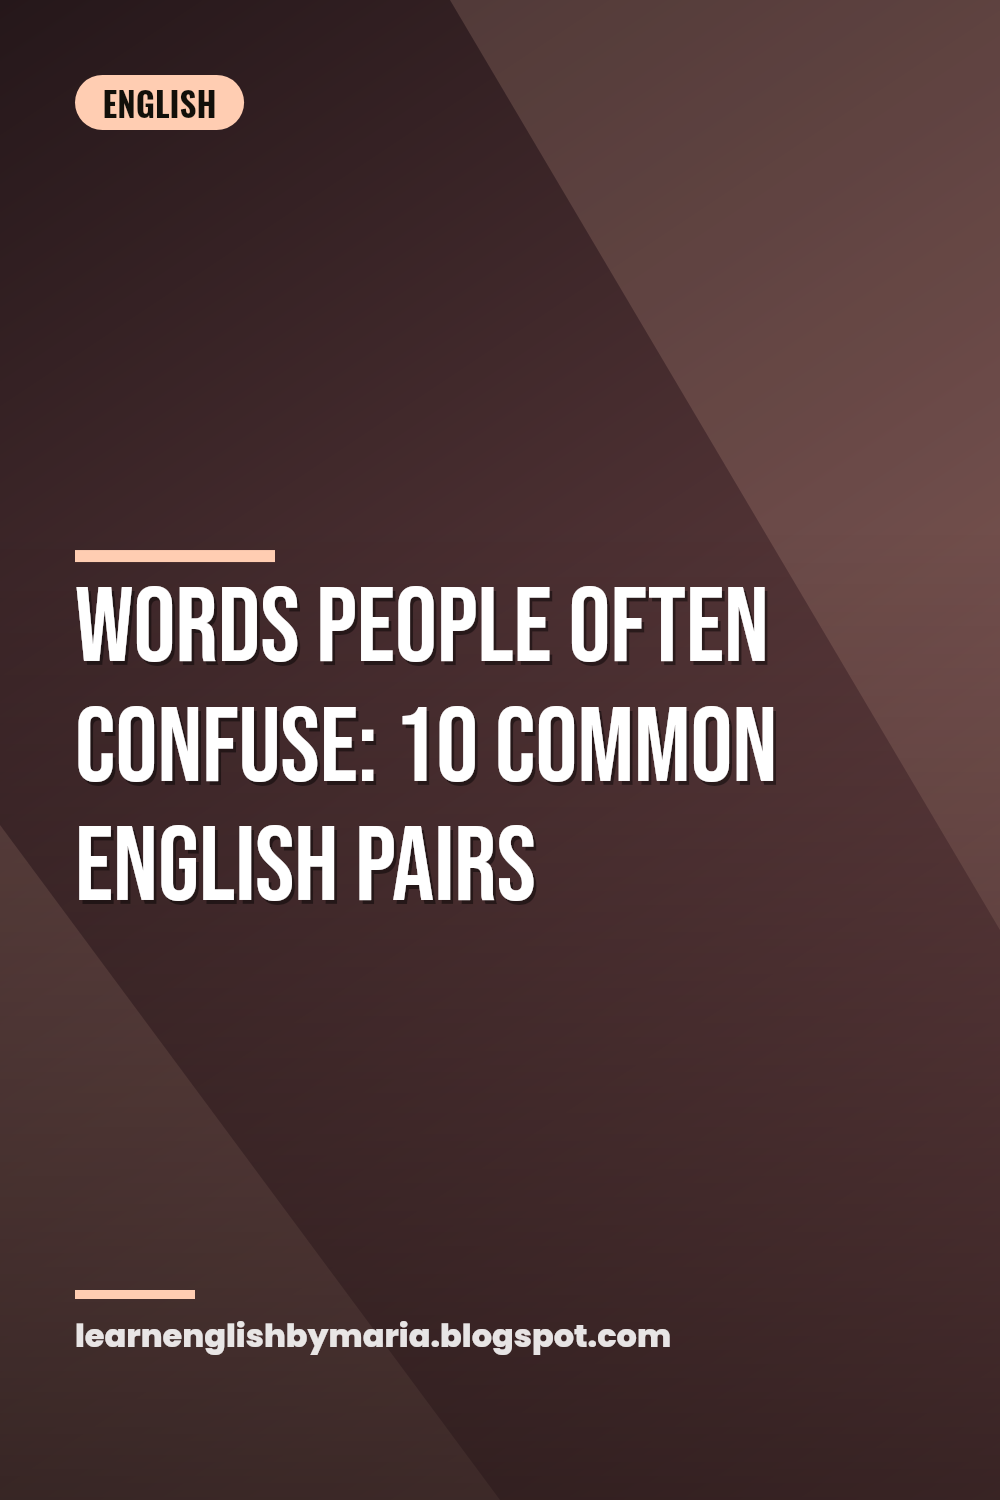 ENGLISH
WORDS PEOPLE OFTEN
CONFUSE: 10 COMMON
ENGLISH PAIRS
learnenglishbymaria.blogspot.com